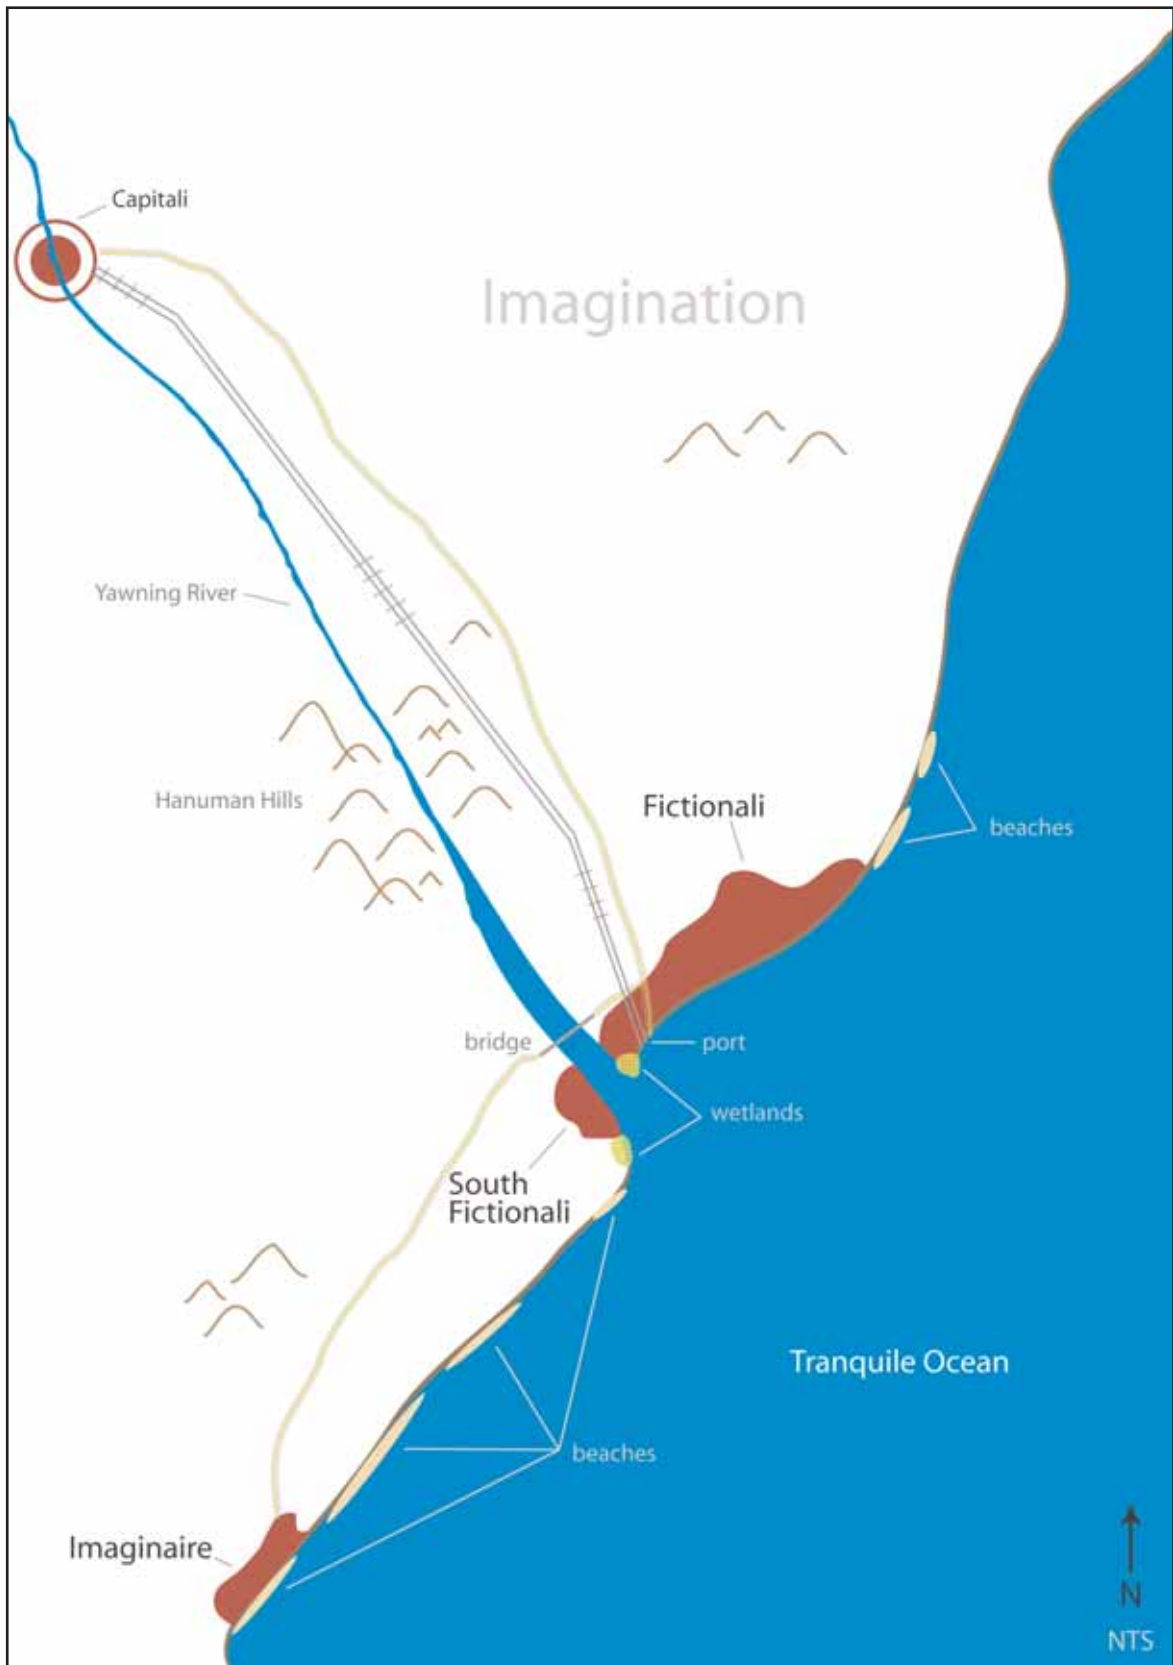 Capitali
Imagination
Yawning River
Hanuman Hills
Fictionali
beaches
bridge
port
wetlands
South
Fictionali
Tranquile Ocean
beaches
Imaginaire
N
NTS